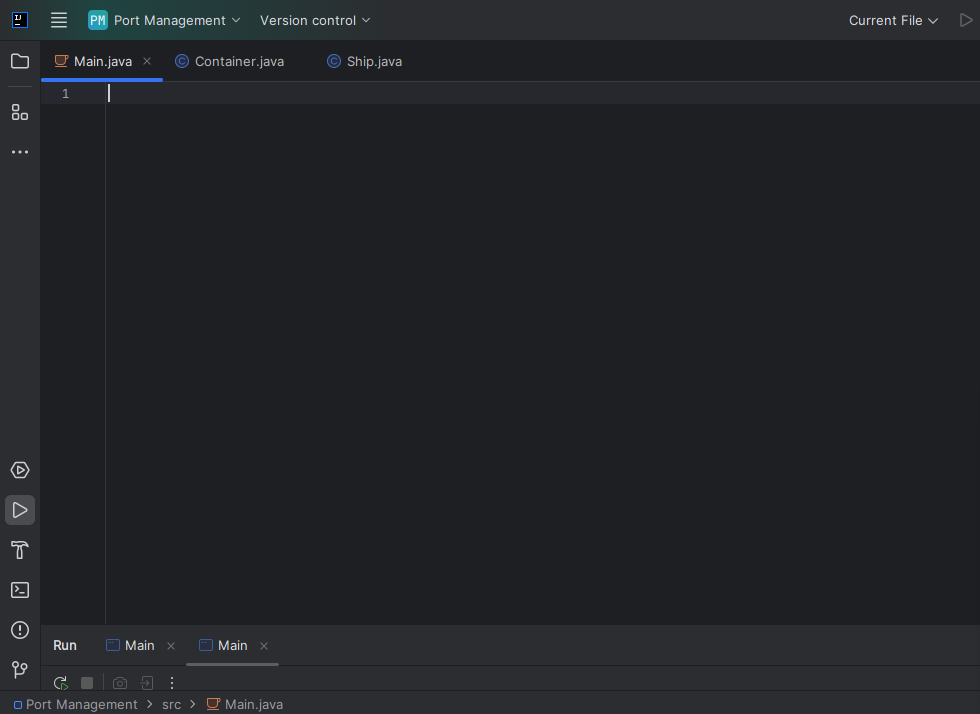 IJ PM Port Management Version control Current File
Main.java Container.java Ship.java
1
Run Main Main
Port Management src Main.java